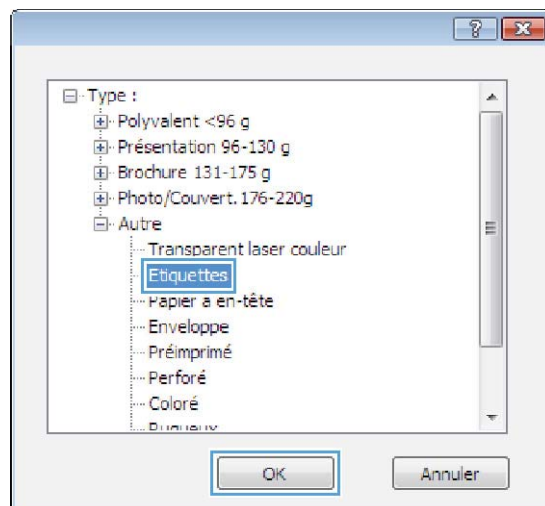 Type :
Polyvalent <96 g
Présentation 96-130 g
Brochure 131-175 g
Photo/Couvert. 176-220g
Autre
Transparent laser couleur
Etiquettes
Papier à en-tête
Enveloppe
Préimprimé
Perforé
Coloré
Rugueux
OK Annuler